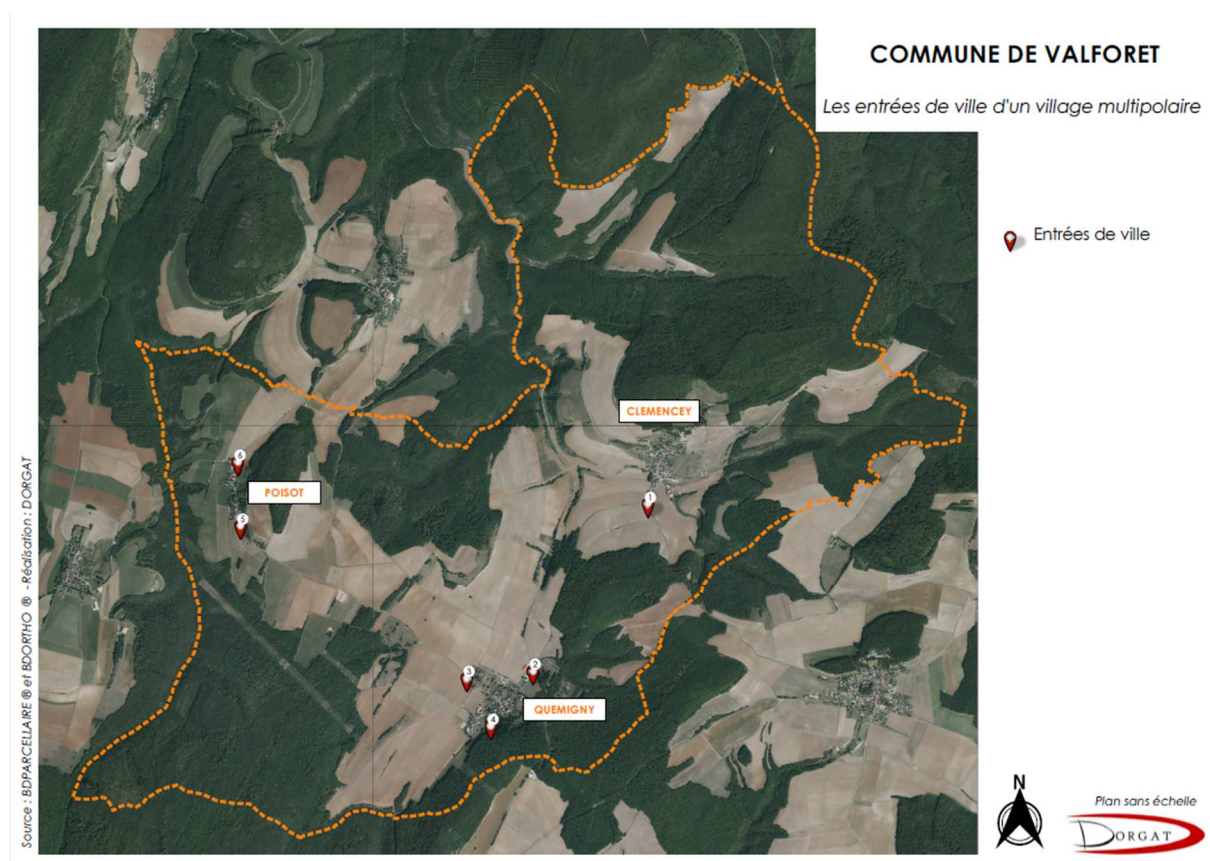 COMMUNE DE VALFORET
Les entrées de ville d'un village multipolaire
Entrées de ville
CLEMENCEY
6
POISOT
1
5
3
2
QUEMIGNY
4
Source : BDPARCELLAIRE ® et BDORTHO ® - Réalisation : DORGAT
N
Plan sans échelle
DORGAT